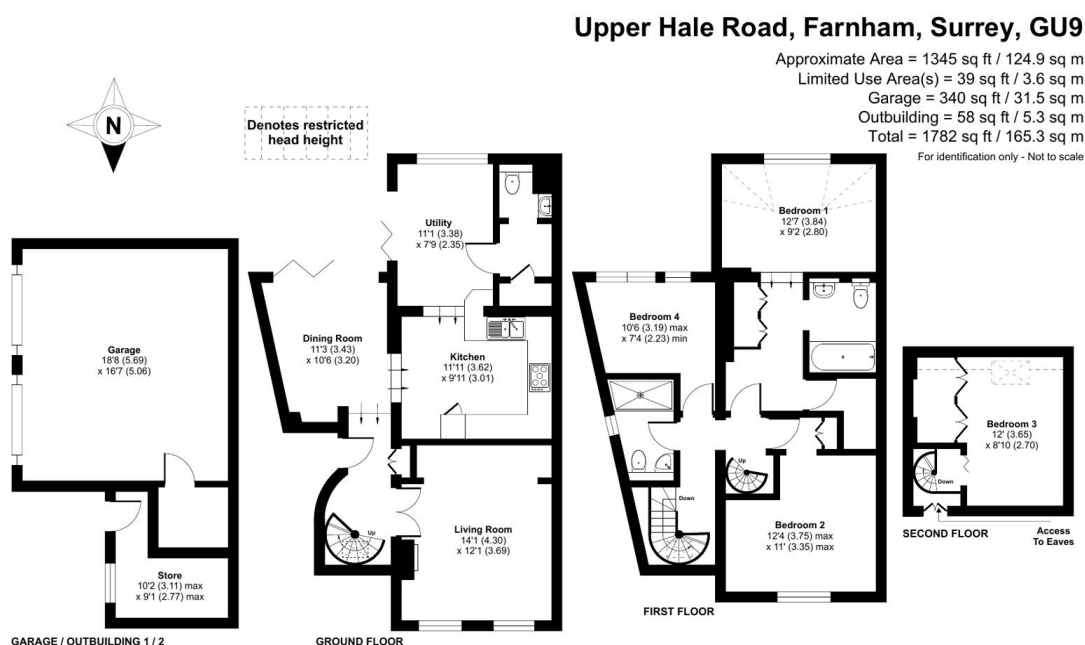 Upper Hale Road, Farnham, Surrey, GU9
Approximate Area = 1345 sq ft / 124.9 sq m
Limited Use Area(s) = 39 sq ft / 3.6 sq m
Garage = 340 sq ft / 31.5 sq m
Outbuilding = 58 sq ft / 5.3 sq m
Total = 1782 sq ft / 165.3 sq m
For identification only - Not to scale
N
Denotes restricted
head height
Garage
18'8 (5.69)
x 16'7 (5.06)
Store
10'2 (3.11) max
x 9'1 (2.77) max
GARAGE / OUTBUILDING 1 / 2
Utility
11'1 (3.38)
x 7'9 (2.35)
Dining Room
11'3 (3.43)
x 10'6 (3.20)
Kitchen
11'11 (3.62)
x 9'11 (3.01)
Up
Living Room
14'1 (4.30)
x 12'1 (3.69)
GROUND FLOOR
Bedroom 1
12'7 (3.84)
x 9'2 (2.80)
Bedroom 4
10'6 (3.19) max
x 7'4 (2.23) min
Up
Down
Bedroom 2
12'4 (3.75) max
x 11' (3.35) max
FIRST FLOOR
Bedroom 3
12' (3.65)
x 8'10 (2.70)
Down
SECOND FLOOR
Access
To Eaves